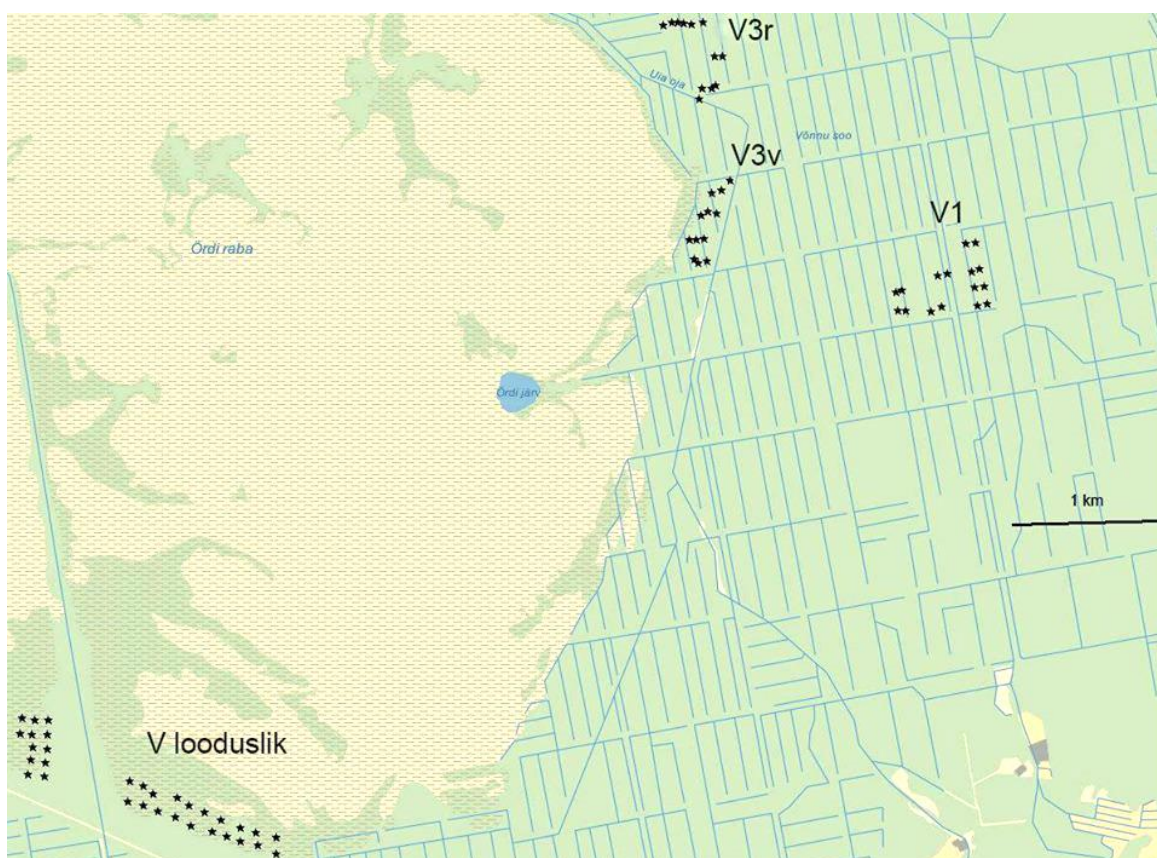 V3r
Uia oja
Võnnu soo
V3v
V1
Ördi raba
Ördi järv
1 km
V looduslik